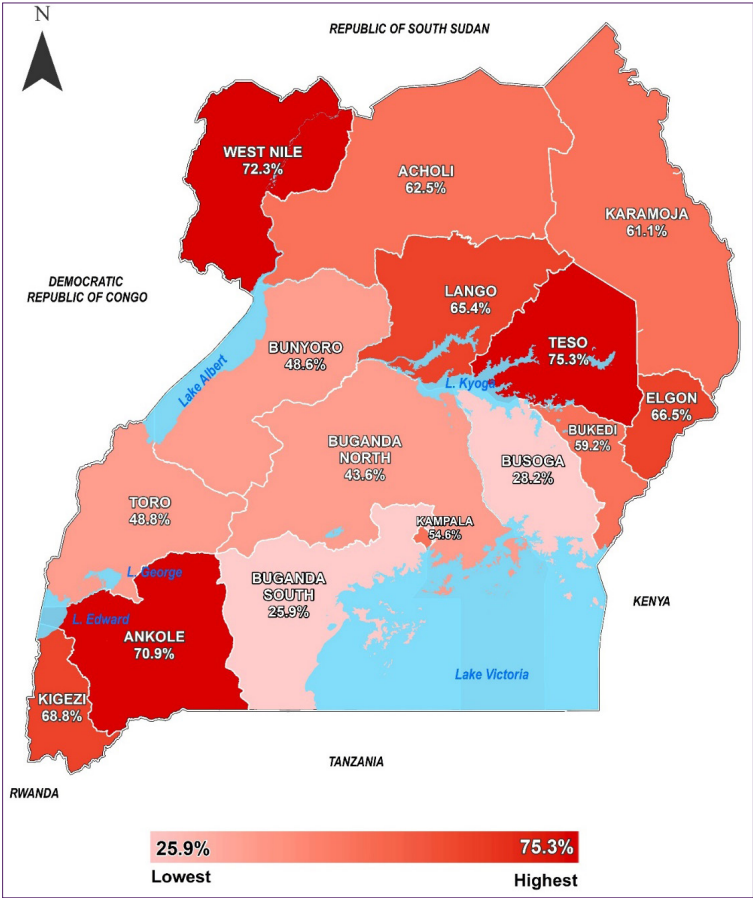 N
REPUBLIC OF SOUTH SUDAN
WEST NILE
72.3%
ACHOLI
62.5%
KARAMOJA
61.1%
DEMOCRATIC
REPUBLIC OF CONGO
LANGO
65.4%
BUNYORO
48.6%
TESO
75.3%
Lake Albert
L. Kyoga
ELGON
66.5%
BUKEDI
59.2%
BUGANDA
NORTH
43.6%
BUSOGA
28.2%
TORO
48.8%
KAMPALA
54.6%
L. George
BUGANDA
SOUTH
25.9%
KENYA
L. Edward
ANKOLE
70.9%
Lake Victoria
KIGEZI
68.8%
TANZANIA
RWANDA
25.9%
75.3%
Lowest
Highest